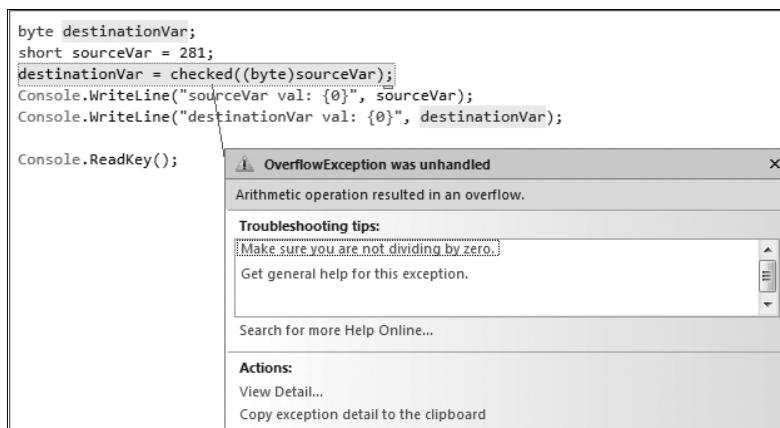 byte destinationVar;
short sourceVar = 281;
destinationVar = checked((byte)sourceVar);
Console.WriteLine("sourceVar val: {0}", sourceVar);
Console.WriteLine("destinationVar val: {0}", destinationVar);
Console.ReadKey();
OverflowException was unhandled
Arithmetic operation resulted in an overflow.
Troubleshooting tips:
Make sure you are not dividing by zero.
Get general help for this exception.
Search for more Help Online...
Actions:
View Detail...
Copy exception detail to the clipboard